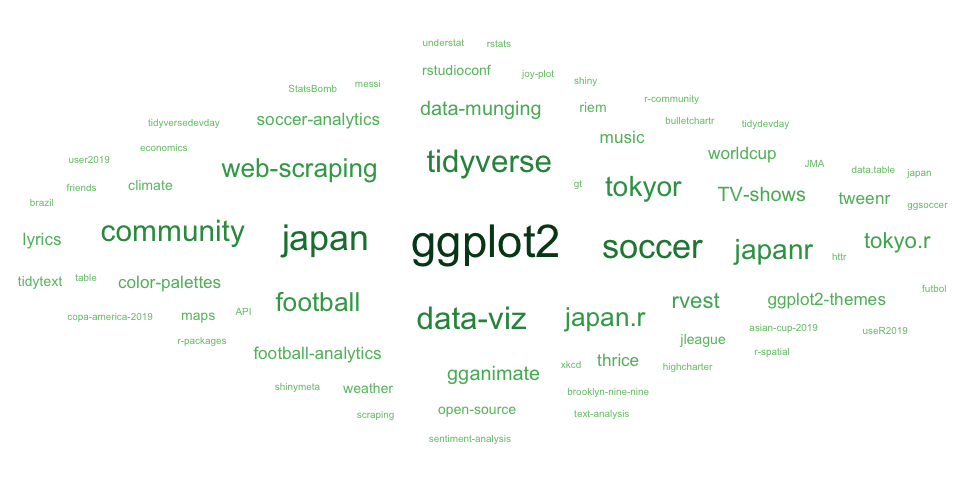 understat
rstats
rstudioconf
joy-plot
shiny
StatsBomb
messi
r-community
tidyversedevday
soccer-analytics
data-munging
riem
bulletchartr
tidydevday
economics
music
user2019
web-scraping
tidyverse
worldcup
JMA
data.table
japan
friends
climate
gt
tokyor
TV-shows
tweenr
brazil
ggsoccer
lyrics
community
japan
ggplot2
soccer
japanr
tokyo.r
httr
tidytext
table
color-palettes
futbol
football
rvest
ggplot2-themes
copa-america-2019
maps
API
data-viz
japan.r
asian-cup-2019
useR2019
r-packages
football-analytics
jleague
r-spatial
gganimate
xkcd
thrice
highcharter
shinymeta
weather
brooklyn-nine-nine
scraping
open-source
text-analysis
sentiment-analysis